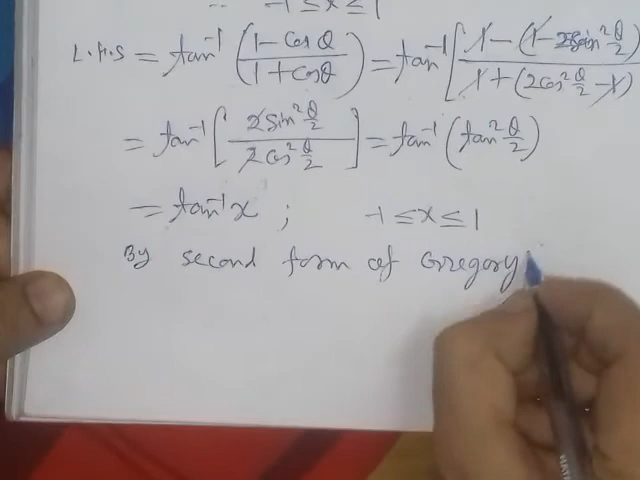 ∵ -1 ≤ x ≤ 1
L.H.S = tan⁻¹ (1 - cos θ / 1 + cos θ) = tan⁻¹ [1 - (1 - 2sin² θ/2) / 1 + (2cos² θ/2 - 1)]
= tan⁻¹ [2sin² θ/2 / 2cos² θ/2] = tan⁻¹ (tan² θ/2)
= tan⁻¹ x ; -1 ≤ x ≤ 1
By second form of Gregory